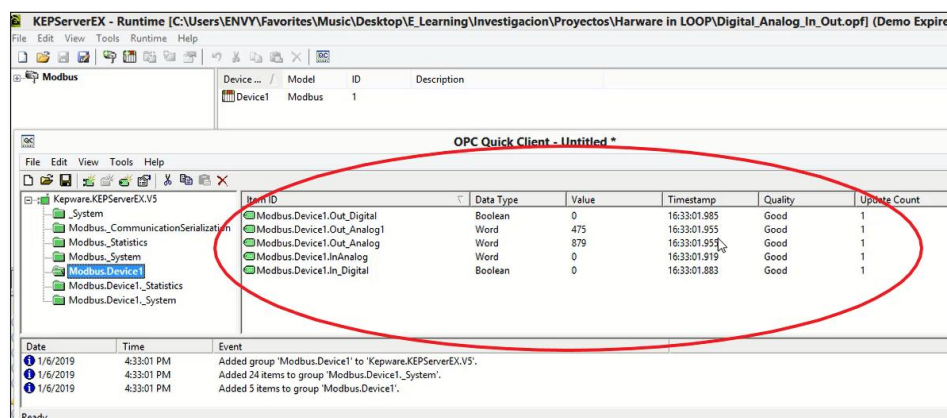 KEPServerEX - Runtime [C:\Users\ENVY\Favorites\Music\Desktop\E_Learning\Investigacion\Proyectos\Harware in LOOP\Digital_Analog_In_Out.opf] (Demo Expire
File Edit View Tools Runtime Help
Modbus
Device ... / Model ID Description
Device1 Modbus 1
OPC Quick Client - Untitled *
File Edit View Tools Help
Kepware.KEPServerEX.V5
_System
Modbus._CommunicationSerialization
Modbus._Statistics
Modbus._System
Modbus.Device1
Modbus.Device1._Statistics
Modbus.Device1._System
Item ID Data Type Value Timestamp Quality Update Count
Modbus.Device1.Out_Digital Boolean 0 16:33:01.985 Good 1
Modbus.Device1.Out_Analog1 Word 475 16:33:01.955 Good 1
Modbus.Device1.Out_Analog Word 879 16:33:01.955 Good 1
Modbus.Device1.InAnalog Word 0 16:33:01.919 Good 1
Modbus.Device1.In_Digital Boolean 0 16:33:01.883 Good 1
Date Time Event
1/6/2019 4:33:01 PM Added group 'Modbus.Device1' to 'Kepware.KEPServerEX.V5'.
1/6/2019 4:33:01 PM Added 24 items to group 'Modbus.Device1._System'.
1/6/2019 4:33:01 PM Added 5 items to group 'Modbus.Device1'.
Ready